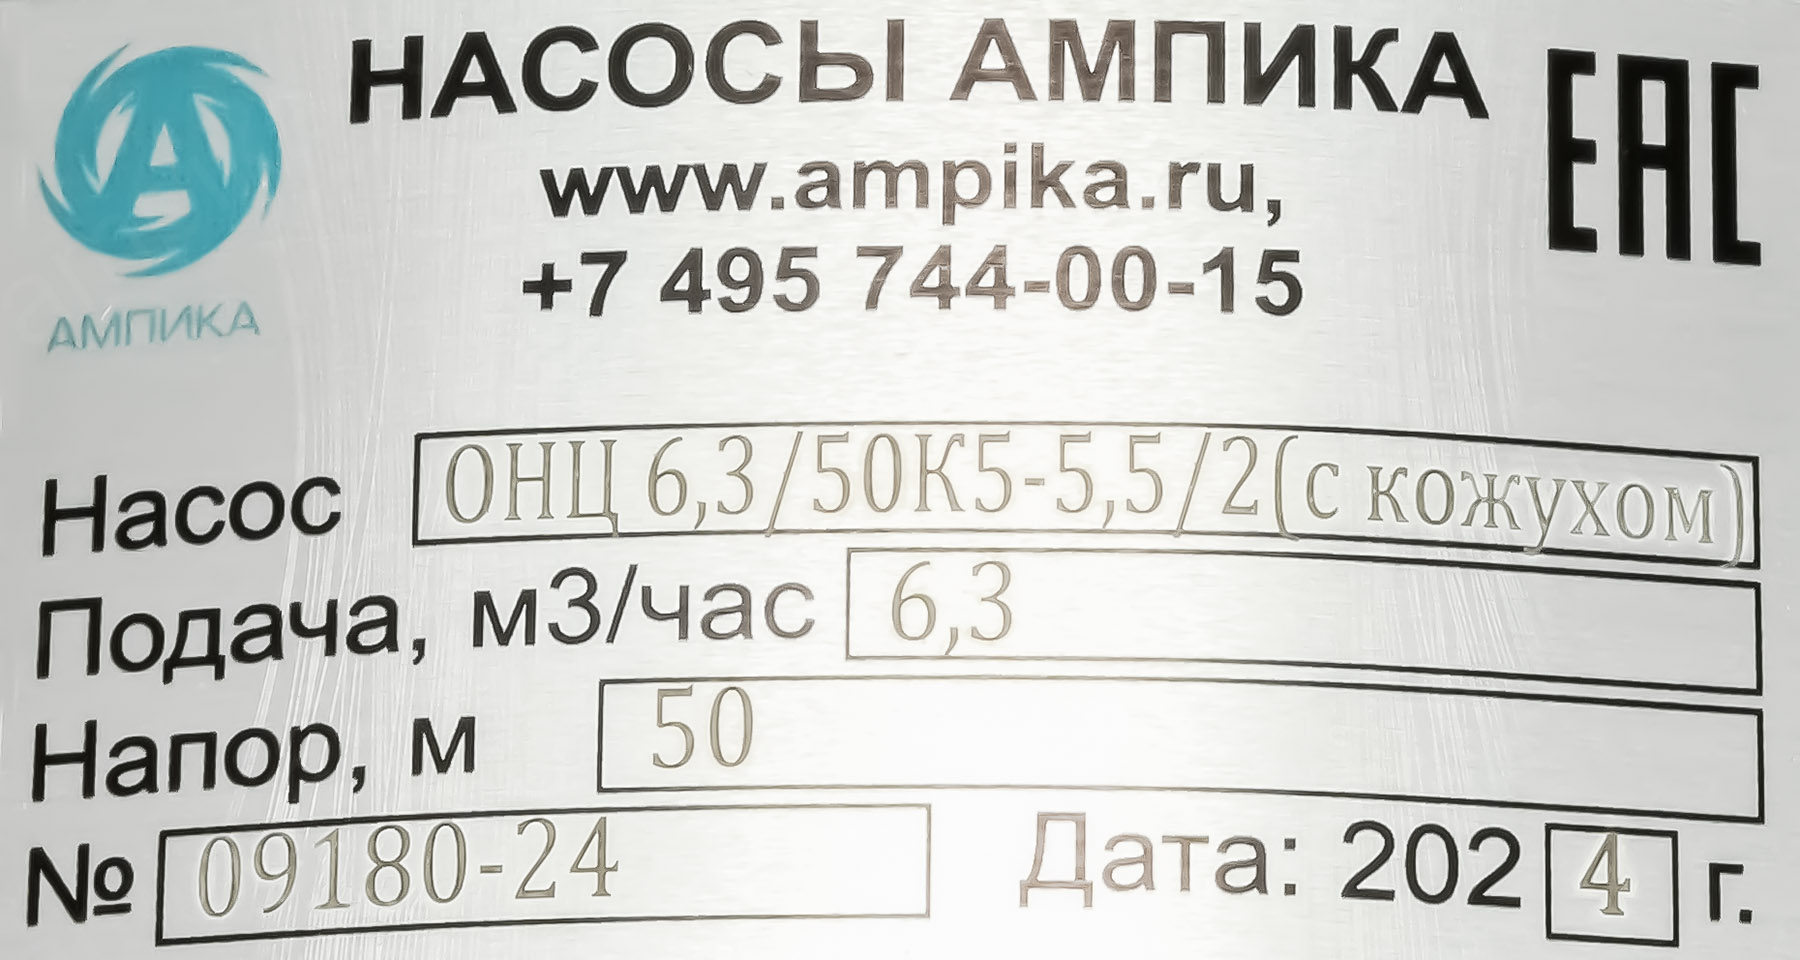 НАСОСЫ АМПИКА
ЕАС
www.ampika.ru,
+7 495 744-00-15
АМПИКА
Насос ОНЦ 6,3/50К5-5,5/2(с кожухом)
Подача, м3/час 6,3
Напор, м 50
№ 09180-24 Дата: 2024 г.